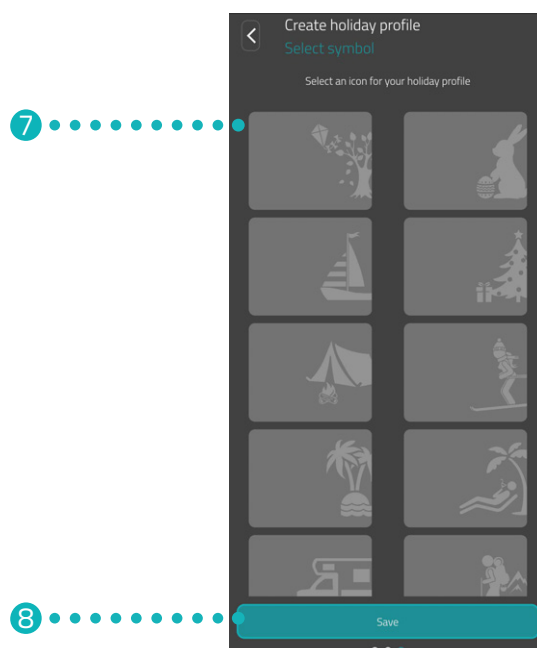 Create holiday profile
Select symbol
Select an icon for your holiday profile
7
8
Save